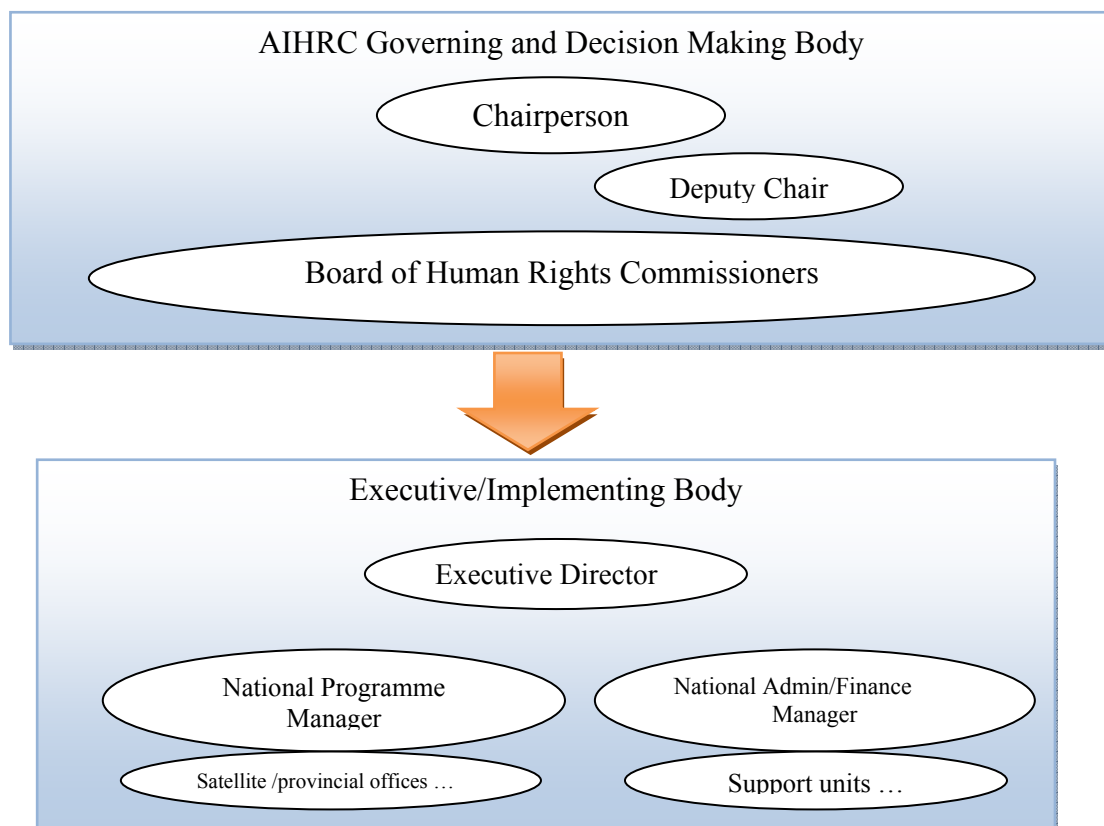 AIHRC Governing and Decision Making Body
Chairperson
Deputy Chair
Board of Human Rights Commissioners
Executive/Implementing Body
Executive Director
National Programme
Manager
National Admin/Finance
Manager
Satellite /provincial offices …
Support units …